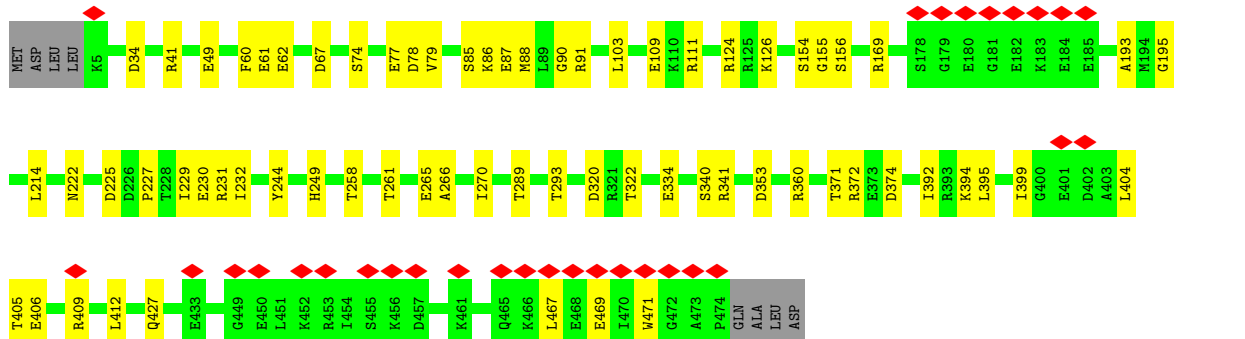 MET ASP LEU LEU K5 D34 R41 E49 F60 E61 E62 D67 S74 E77 D78 V79 S85 K86 E87 M88 L89 G90 R91 L103 E109 K110 R111 R124 R125 K126 S154 G155 S156 R169 S178 G179 E180 G181 E182 K183 E184 E185 A193 M194 G195
L214 N222 D225 D226 P227 T228 I229 E230 R231 I232 Y244 H249 T258 T261 E265 A266 I270 T289 T293 D320 R321 T322 E334 S340 R341 D353 R360 T371 R372 E373 D374 I392 R393 K394 L395 I399 G400 E401 D402 A403 L404
T405 E406 R409 L412 Q427 E433 G449 E450 L451 K452 R453 I454 S455 K456 D457 K461 Q465 K466 L467 E468 E469 I470 W471 G472 A473 P474 GLN ALA LEU ASP